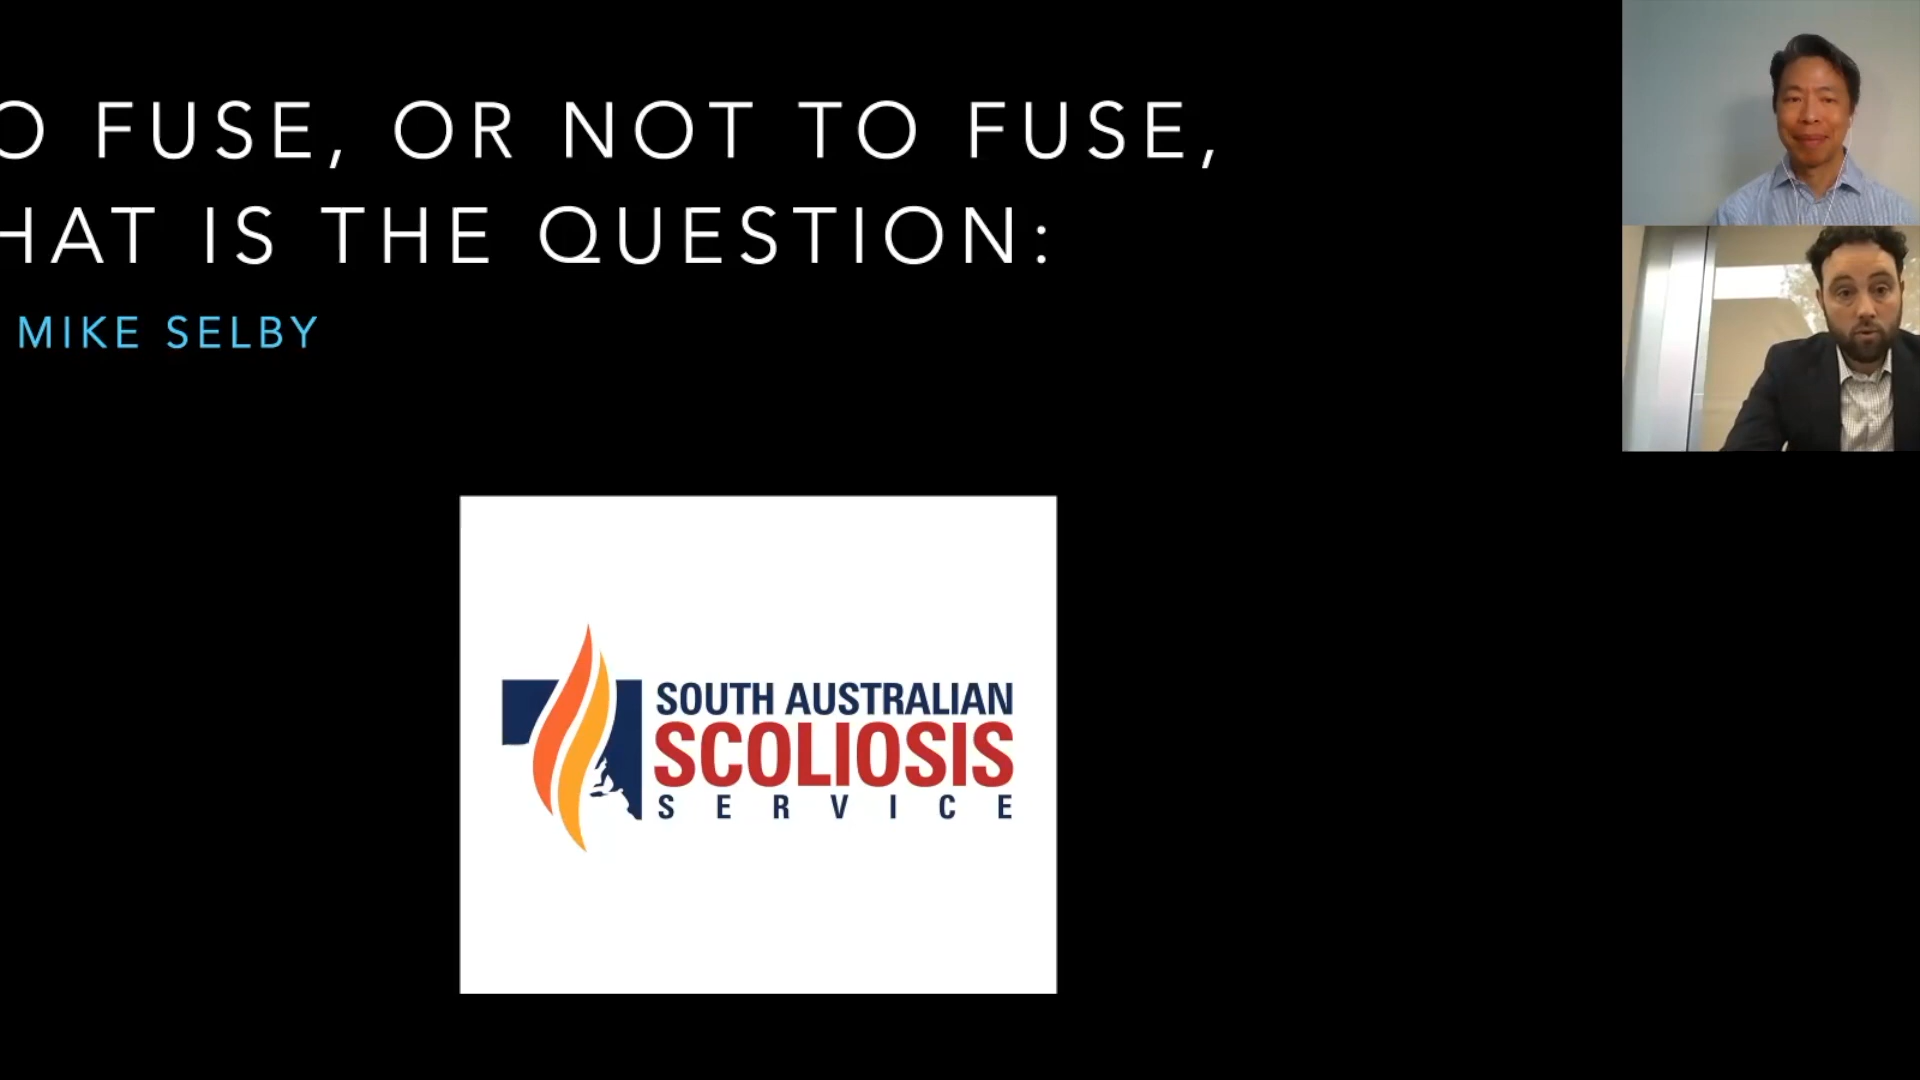 O FUSE, OR NOT TO FUSE,
HAT IS THE QUESTION:
MIKE SELBY
SOUTH AUSTRALIAN
SCOLIOSIS
SERVICE